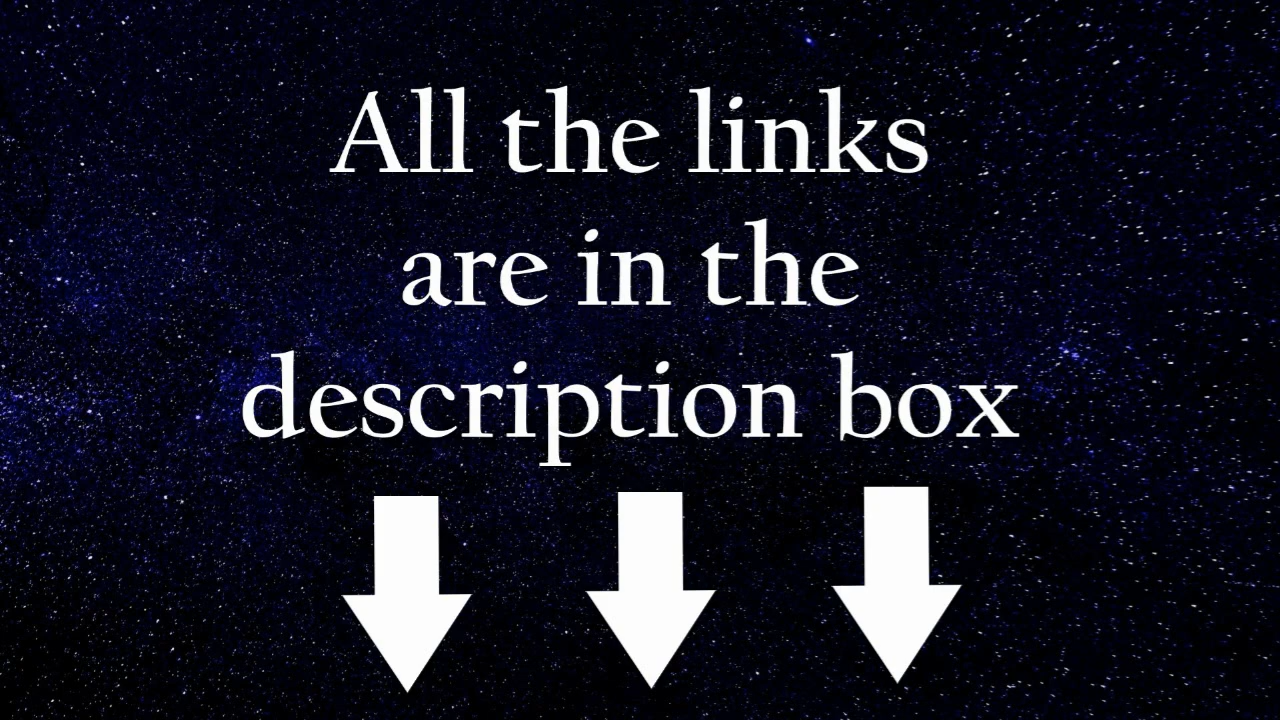 All the links
are in the
description box